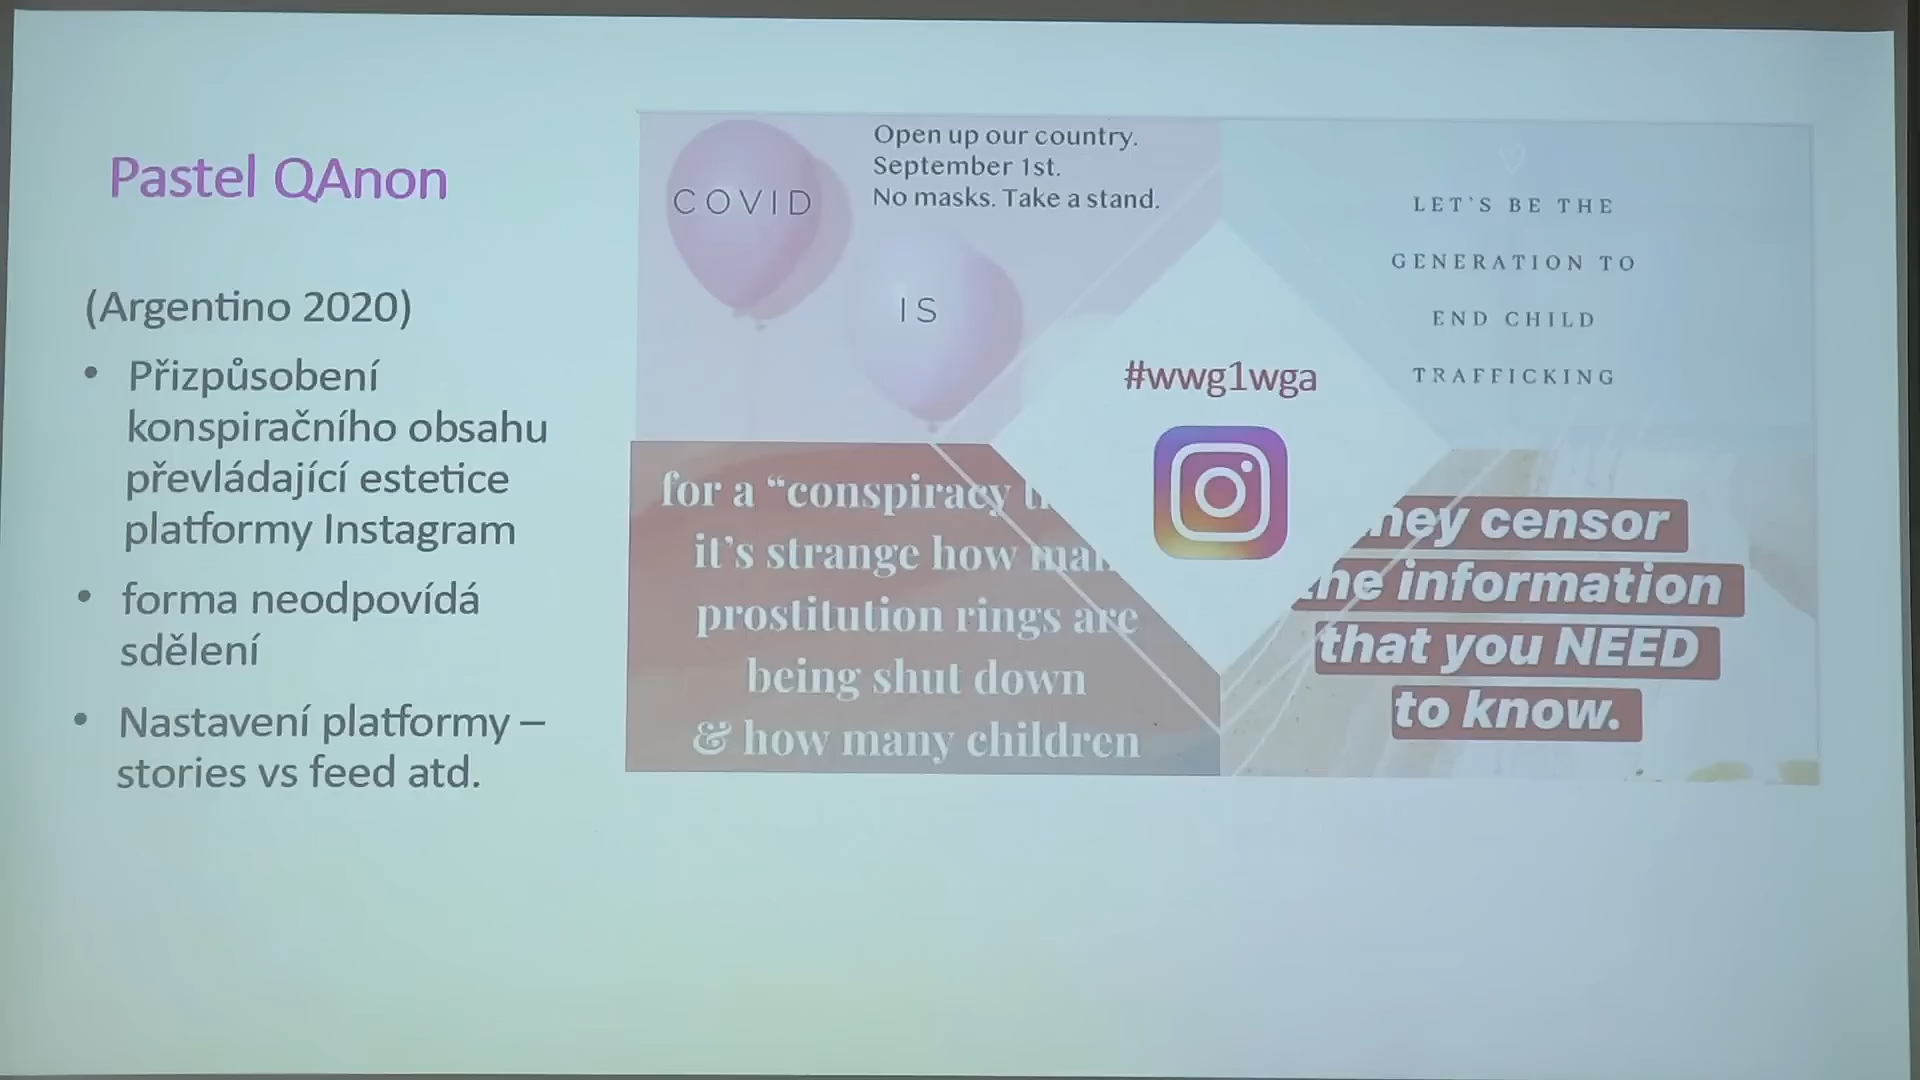 Pastel QAnon
(Argentino 2020)
• Přizpůsobení
konspiračního obsahu
převládající estetice
platformy Instagram
• forma neodpovídá
sdělení
• Nastavení platformy –
stories vs feed atd.
COVID
IS
Open up our country.
September 1st.
No masks. Take a stand.
LET'S BE THE
GENERATION TO
END CHILD
TRAFFICKING
#wwg1wga
for a “conspiracy
it’s strange how
prostitution rings are
being shut down
& how many children
censor
information
that you NEED
to know.